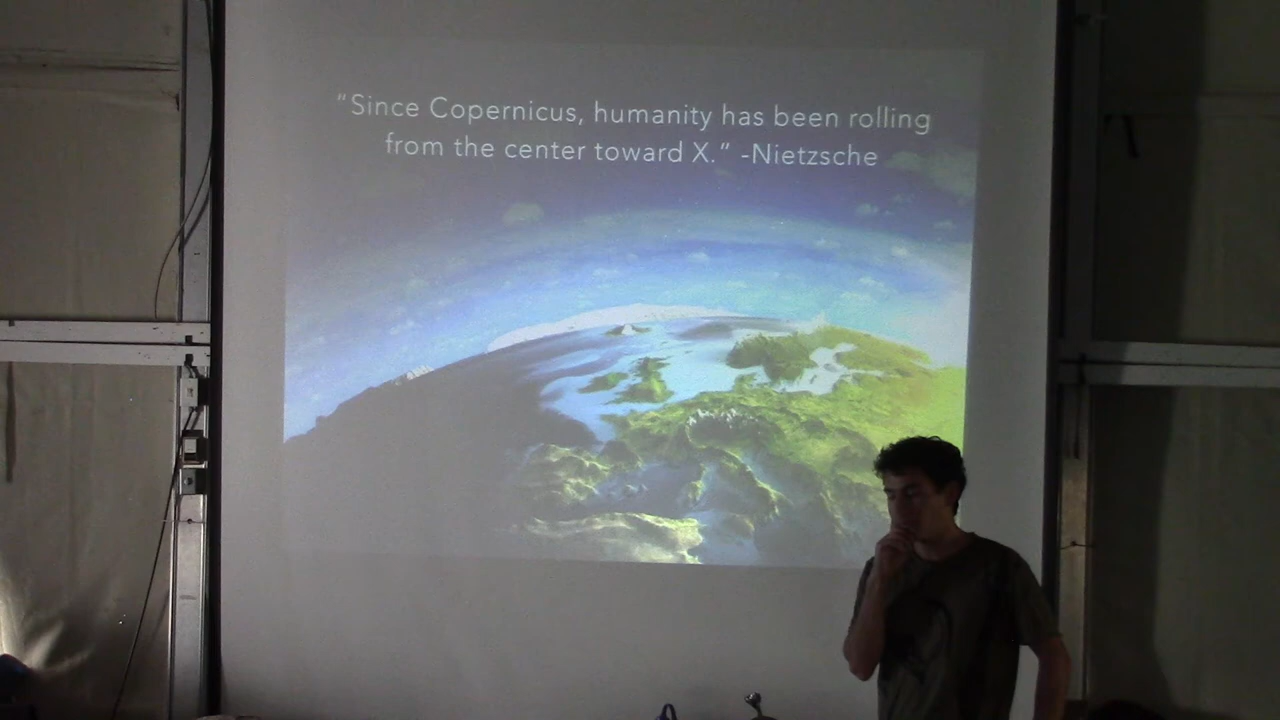 “Since Copernicus, humanity has been rolling
from the center toward X.” -Nietzsche